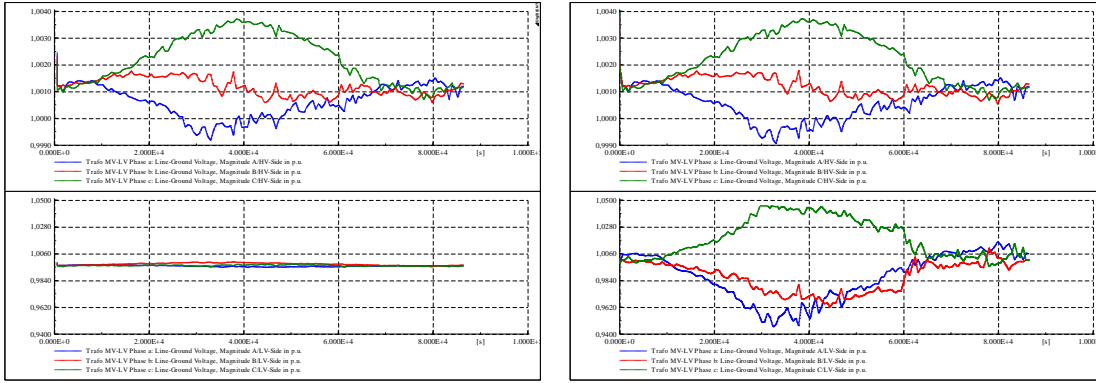 1,0040
1,0030
1,0020
1,0010
1,0000
0,9990
0.000E+0 2.000E+4 4.000E+4 6.000E+4 8.000E+4 [s]
Trafo MV-LV Phase a: Line-Ground Voltage, Magnitude A/HV-Side in p.u.
Trafo MV-LV Phase b: Line-Ground Voltage, Magnitude B/HV-Side in p.u.
Trafo MV-LV Phase c: Line-Ground Voltage, Magnitude C/HV-Side in p.u.
1,0500
1,0280
1,0060
0,9840
0,9620
0,9400
0.000E+0 2.000E+4 4.000E+4 6.000E+4 8.000E+4 [s]
Trafo MV-LV Phase a: Line-Ground Voltage, Magnitude A/LV-Side in p.u.
Trafo MV-LV Phase b: Line-Ground Voltage, Magnitude B/LV-Side in p.u.
Trafo MV-LV Phase c: Line-Ground Voltage, Magnitude C/LV-Side in p.u.
1,0040
1,0030
1,0020
1,0010
1,0000
0,9990
0.000E+0 2.000E+4 4.000E+4 6.000E+4 8.000E+4 [s]
Trafo MV-LV Phase a: Line-Ground Voltage, Magnitude A/HV-Side in p.u.
Trafo MV-LV Phase b: Line-Ground Voltage, Magnitude B/HV-Side in p.u.
Trafo MV-LV Phase c: Line-Ground Voltage, Magnitude C/HV-Side in p.u.
1,0500
1,0280
1,0060
0,9840
0,9620
0,9400
0.000E+0 2.000E+4 4.000E+4 6.000E+4 8.000E+4 [s]
Trafo MV-LV Phase a: Line-Ground Voltage, Magnitude A/LV-Side in p.u.
Trafo MV-LV Phase b: Line-Ground Voltage, Magnitude B/LV-Side in p.u.
Trafo MV-LV Phase c: Line-Ground Voltage, Magnitude C/LV-Side in p.u.